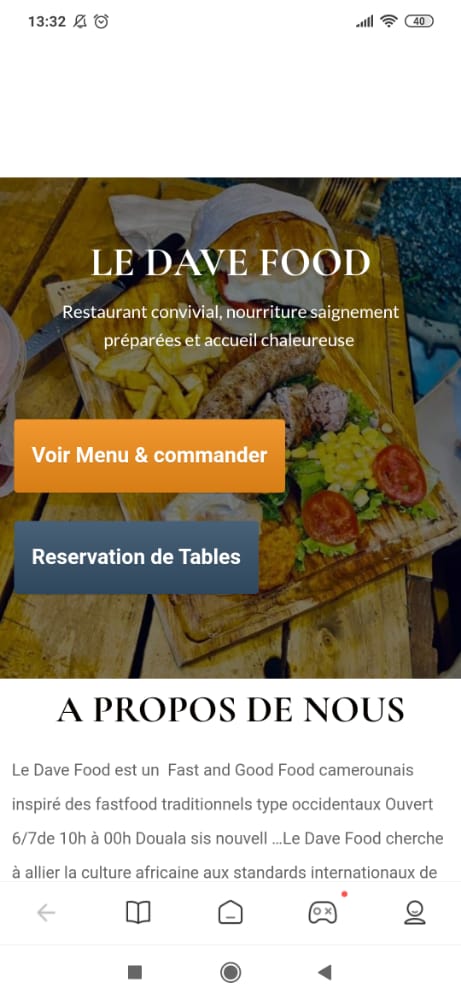 13:32
40
LE DAVE FOOD
Restaurant convivial, nourriture saignement
préparées et accueil chaleureuse
Voir Menu & commander
Reservation de Tables
A PROPOS DE NOUS
Le Dave Food est un  Fast and Good Food camerounais
inspiré des fastfood traditionnels type occidentaux Ouvert
6/7de 10h à 00h Douala sis nouvell ...Le Dave Food cherche
à allier la culture africaine aux standards internationaux de